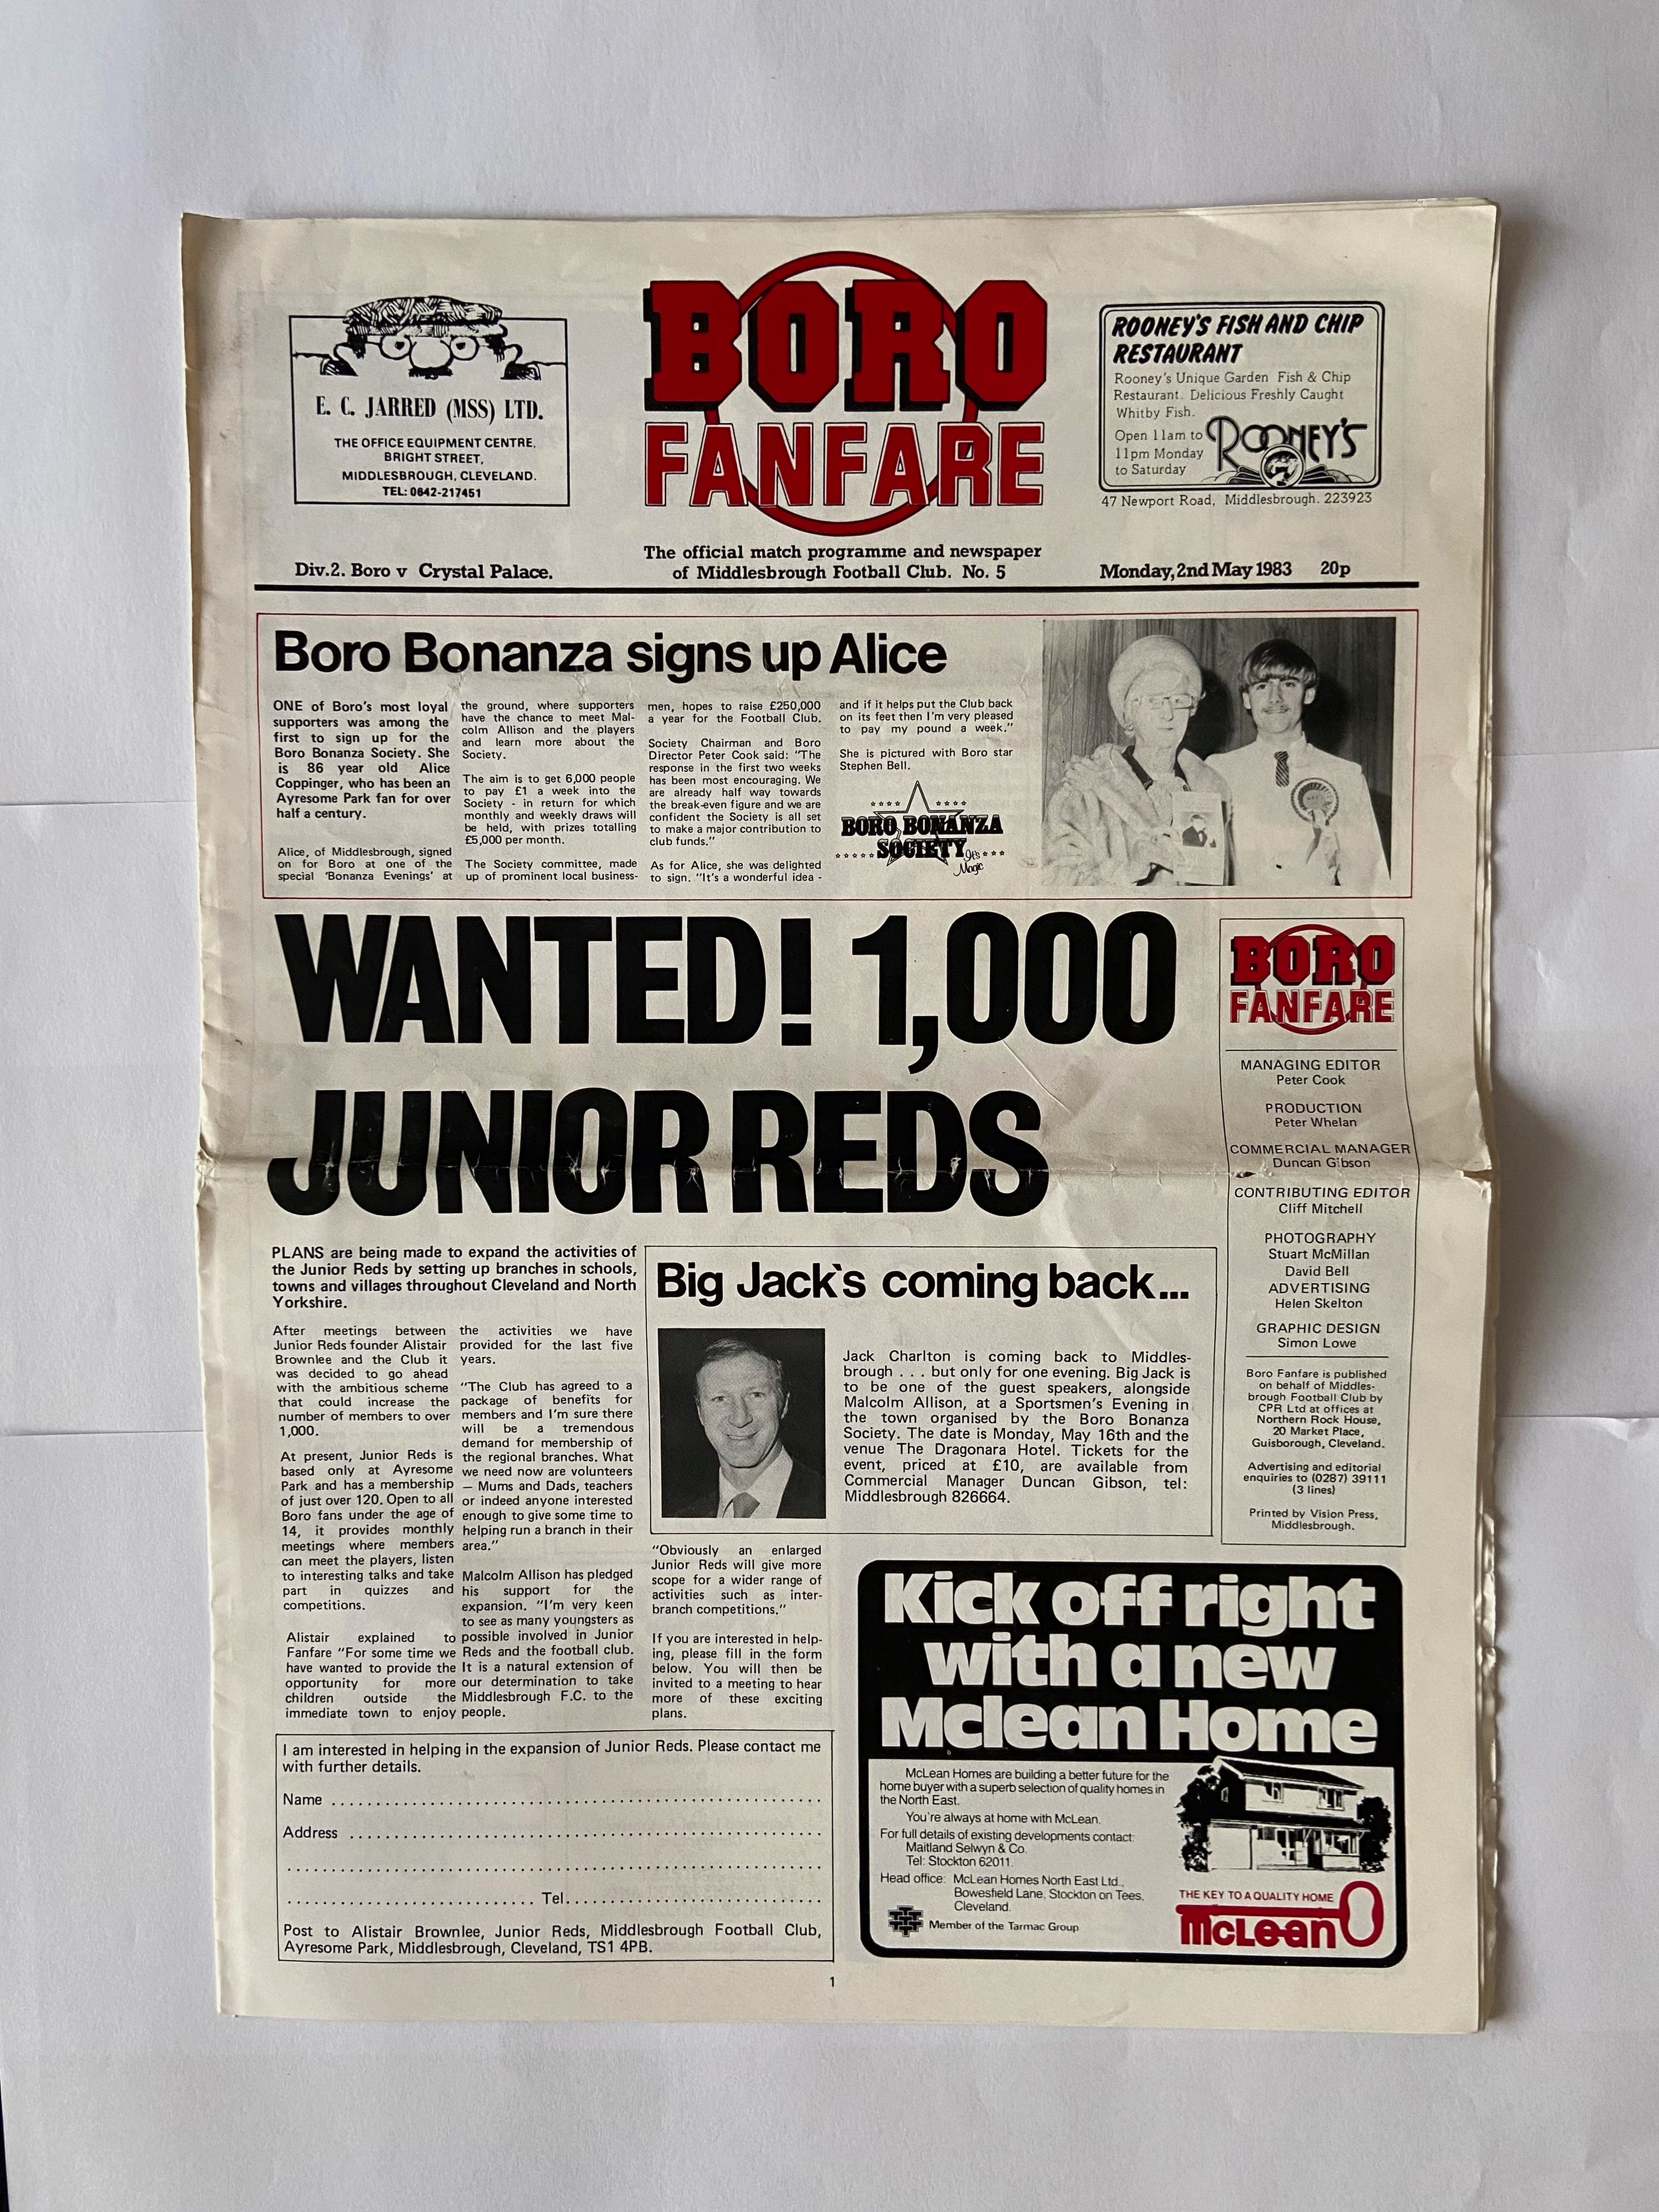 E. C. JARRED (MSS) LTD.
THE OFFICE EQUIPMENT CENTRE,
BRIGHT STREET,
MIDDLESBROUGH, CLEVELAND.
TEL: 0642-217451
BORO
FANFARE
ROONEY'S FISH AND CHIP
RESTAURANT
Rooney's Unique Garden Fish & Chip
Restaurant. Delicious Freshly Caught
Whitby Fish.
Open 11am to
11pm Monday
to Saturday
ROONEY'S
47 Newport Road, Middlesbrough. 223923
The official match programme and newspaper
of Middlesbrough Football Club. No. 5
Div.2. Boro v Crystal Palace.
Monday, 2nd May 1983 20p
Boro Bonanza signs up Alice
ONE of Boro's most loyal
supporters was among the
first to sign up for the
Boro Bonanza Society. She
is 86 year old Alice
Coppinger, who has been an
Ayresome Park fan for over
half a century.
Alice, of Middlesbrough, signed
on for Boro at one of the
special 'Bonanza Evenings' at
the ground, where supporters
have the chance to meet Mal-
colm Allison and the players
and learn more about the
Society.
The aim is to get 6,000 people
to pay £1 a week into the
Society - in return for which
monthly and weekly draws will
be held, with prizes totalling
£5,000 per month.
The Society committee, made
up of prominent local business-
men, hopes to raise £250,000
a year for the Football Club.
Society Chairman and Boro
Director Peter Cook said: "The
response in the first two weeks
has been most encouraging. We
are already half way towards
the break-even figure and we are
confident the Society is all set
to make a major contribution to
club funds."
As for Alice, she was delighted
to sign. "It's a wonderful idea -
and if it helps put the Club back
on its feet then I'm very pleased
to pay my pound a week."
She is pictured with Boro star
Stephen Bell.
BORO BONANZA
SOCIETY
It's
Magic
WANTED! 1,000
JUNIOR REDS
PLANS are being made to expand the activities of
the Junior Reds by setting up branches in schools,
towns and villages throughout Cleveland and North
Yorkshire.
After meetings between
Junior Reds founder Alistair
Brownlee and the Club it
was decided to go ahead
with the ambitious scheme
that could increase the
number of members to over
1,000.
At present, Junior Reds is
based only at Ayresome
Park and has a membership
of just over 120. Open to all
Boro fans under the age of
14, it provides monthly
meetings where members
can meet the players, listen
to interesting talks and take
part in quizzes and
competitions.
Alistair explained to
Fanfare "For some time we
have wanted to provide the
opportunity for more
children outside the
immediate town to enjoy
the activities we have
provided for the last five
years.
"The Club has agreed to a
package of benefits for
members and I'm sure there
will be a tremendous
demand for membership of
the regional branches. What
we need now are volunteers
— Mums and Dads, teachers
or indeed anyone interested
enough to give some time to
helping run a branch in their
area."
Malcolm Allison has pledged
his support for the
expansion. "I'm very keen
to see as many youngsters as
possible involved in Junior
Reds and the football club.
It is a natural extension of
our determination to take
Middlesbrough F.C. to the
people.
"Obviously an enlarged
Junior Reds will give more
scope for a wider range of
activities such as inter-
branch competitions."
If you are interested in help-
ing, please fill in the form
below. You will then be
invited to a meeting to hear
more of these exciting
plans.
Big Jack's coming back...
Jack Charlton is coming back to Middles-
brough . . . but only for one evening. Big Jack is
to be one of the guest speakers, alongside
Malcolm Allison, at a Sportsmen's Evening in
the town organised by the Boro Bonanza
Society. The date is Monday, May 16th and the
venue The Dragonara Hotel. Tickets for the
event, priced at £10, are available from
Commercial Manager Duncan Gibson, tel:
Middlesbrough 826664.
BORO
FANFARE
MANAGING EDITOR
Peter Cook
PRODUCTION
Peter Whelan
COMMERCIAL MANAGER
Duncan Gibson
CONTRIBUTING EDITOR
Cliff Mitchell
PHOTOGRAPHY
Stuart McMillan
David Bell
ADVERTISING
Helen Skelton
GRAPHIC DESIGN
Simon Lowe
Boro Fanfare is published
on behalf of Middles-
brough Football Club by
CPR Ltd at offices at
Northern Rock House,
20 Market Place,
Guisborough, Cleveland.
Advertising and editorial
enquiries to (0287) 39111
(3 lines)
Printed by Vision Press,
Middlesbrough.
I am interested in helping in the expansion of Junior Reds. Please contact me
with further details.
Name
Address
Tel
Post to Alistair Brownlee, Junior Reds, Middlesbrough Football Club,
Ayresome Park, Middlesbrough, Cleveland, TS1 4PB.
Kick off right
with a new
Mclean Home
McLean Homes are building a better future for the
home buyer with a superb selection of quality homes in
the North East.
You're always at home with McLean.
For full details of existing developments contact:
Maitland Selwyn & Co.
Tel: Stockton 62011.
Head office: McLean Homes North East Ltd.,
Bowesfield Lane, Stockton on Tees,
Cleveland.
Member of the Tarmac Group
THE KEY TO A QUALITY HOME
McLean
1